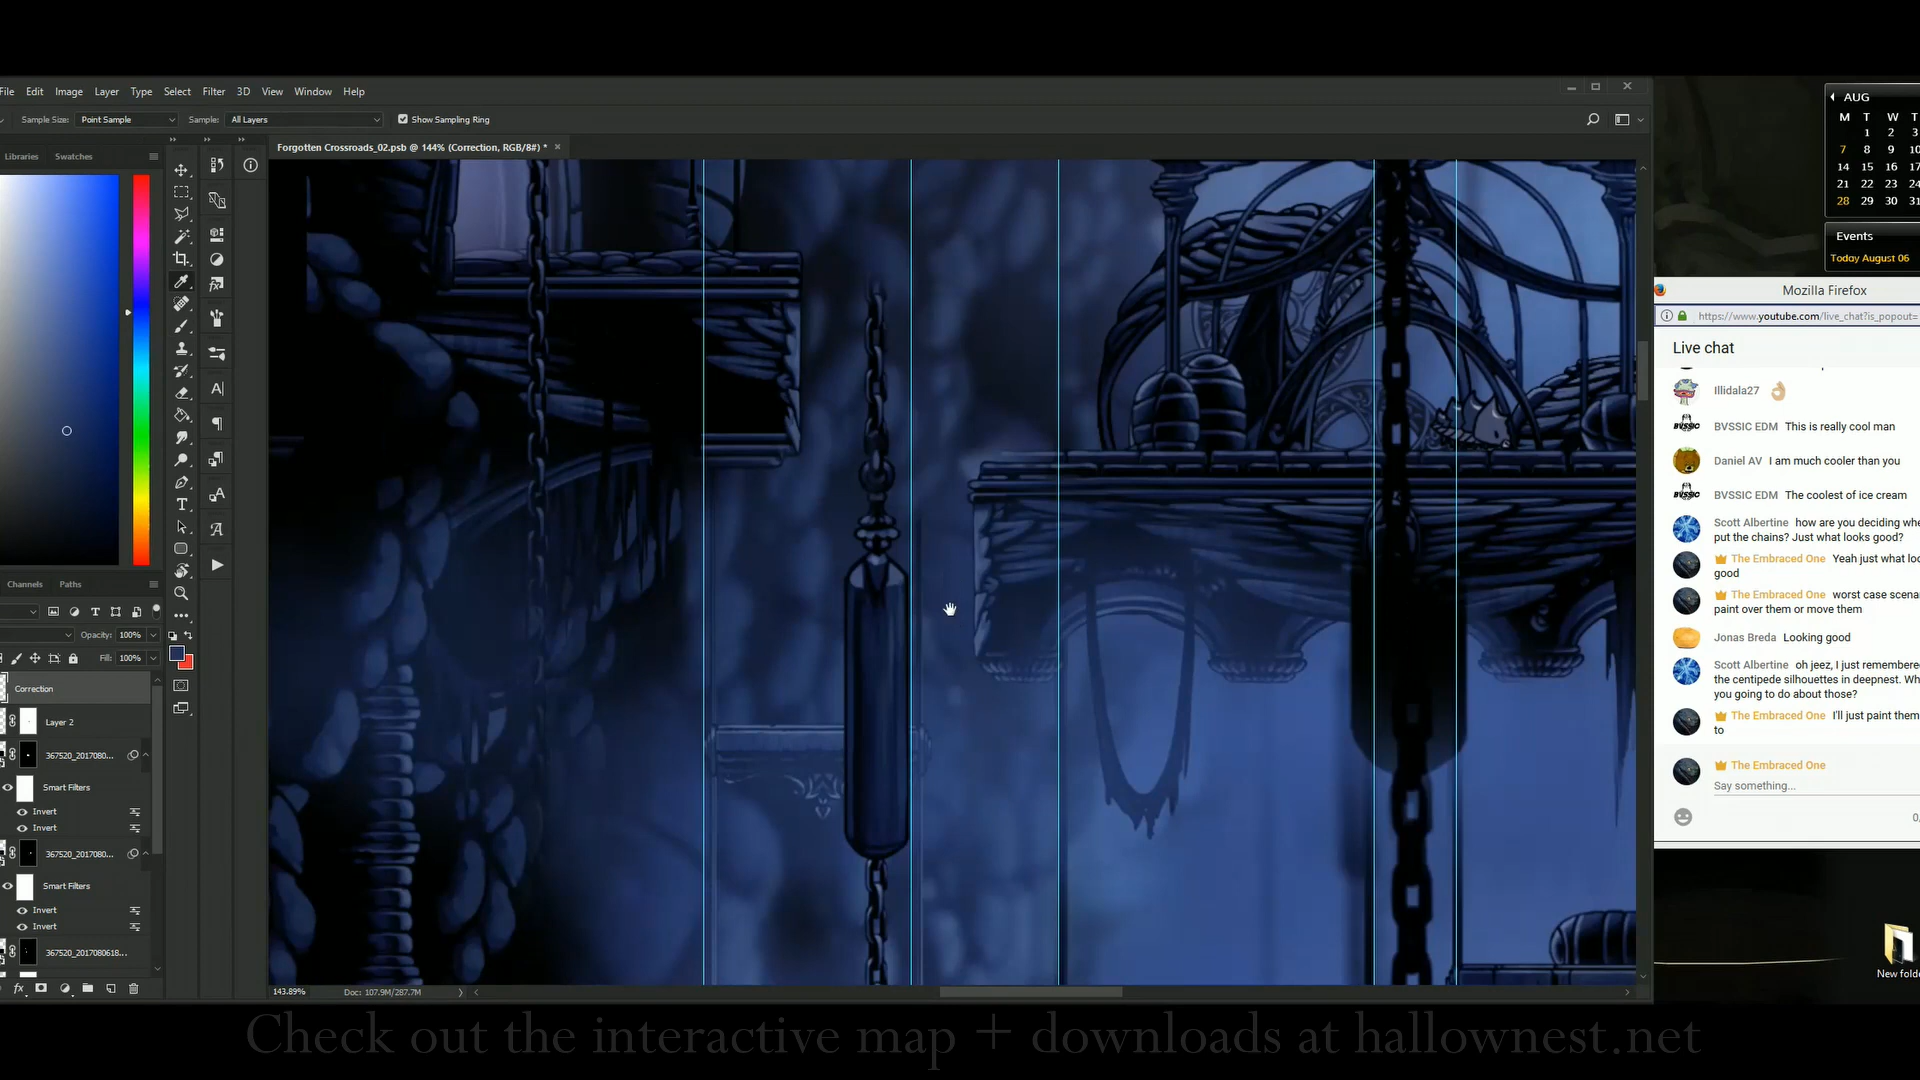 File Edit Image Layer Type Select Filter 3D View Window Help
Sample Size: Point Sample Sample: All Layers Show Sampling Ring
Libraries Swatches
Forgotten Crossroads_02.psb @ 144% (Correction, RGB/8#) *
Channels Paths
Opacity: 100%
Fill: 100%
Correction
Layer 2
367520_2017080...
Smart Filters
Invert
Invert
367520_2017080...
Smart Filters
Invert
Invert
367520_2017080618...
143.89% Doc: 107.9M/287.7M
AUG
M T W T
1 2 3
7 8 9 10
14 15 16 17
21 22 23 24
28 29 30 31
Events
Today August 06
Mozilla Firefox
https://www.youtube.com/live_chat?is_popout=
Live chat
Illidala27
BVSSIC EDM This is really cool man
Daniel AV I am much cooler than you
BVSSIC EDM The coolest of ice cream
Scott Albertine how are you deciding whe
put the chains? Just what looks good?
The Embraced One Yeah just what loo
good
The Embraced One worst case scena
paint over them or move them
Jonas Breda Looking good
Scott Albertine oh jeez, I just remembere
the centipede silhouettes in deepnest. Wh
you going to do about those?
The Embraced One I'll just paint them
to
The Embraced One
Say something...
0/
New folde
Check out the interactive map + downloads at hallownest.net